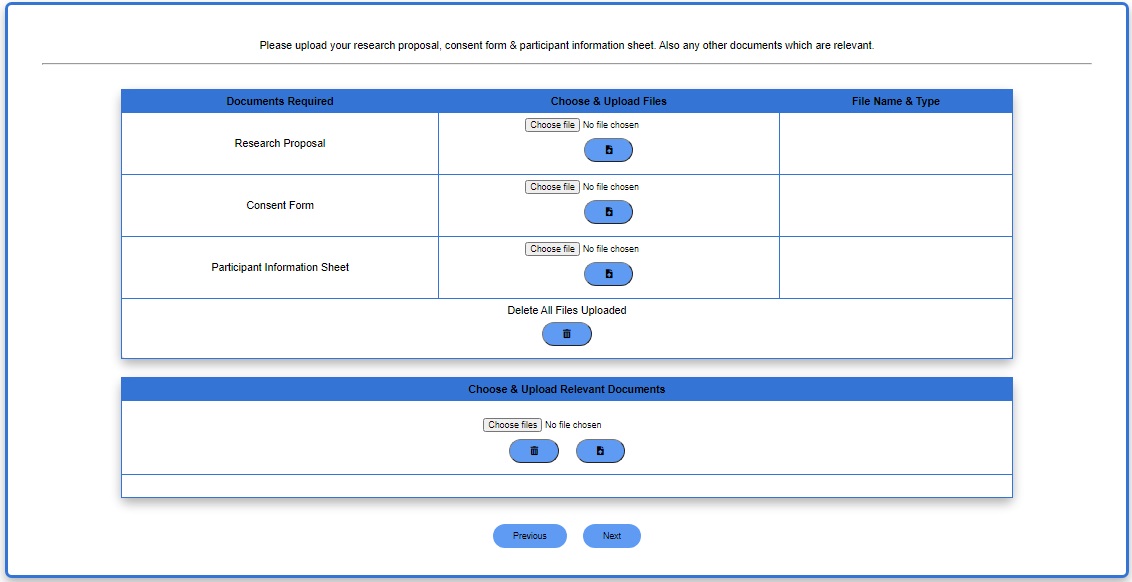 Please upload your research proposal, consent form & participant information sheet. Also any other documents which are relevant.
Documents Required Choose & Upload Files File Name & Type
Choose file No file chosen
Research Proposal
Choose file No file chosen
Consent Form
Choose file No file chosen
Participant Information Sheet
Delete All Files Uploaded
Choose & Upload Relevant Documents
Choose files No file chosen
Previous Next